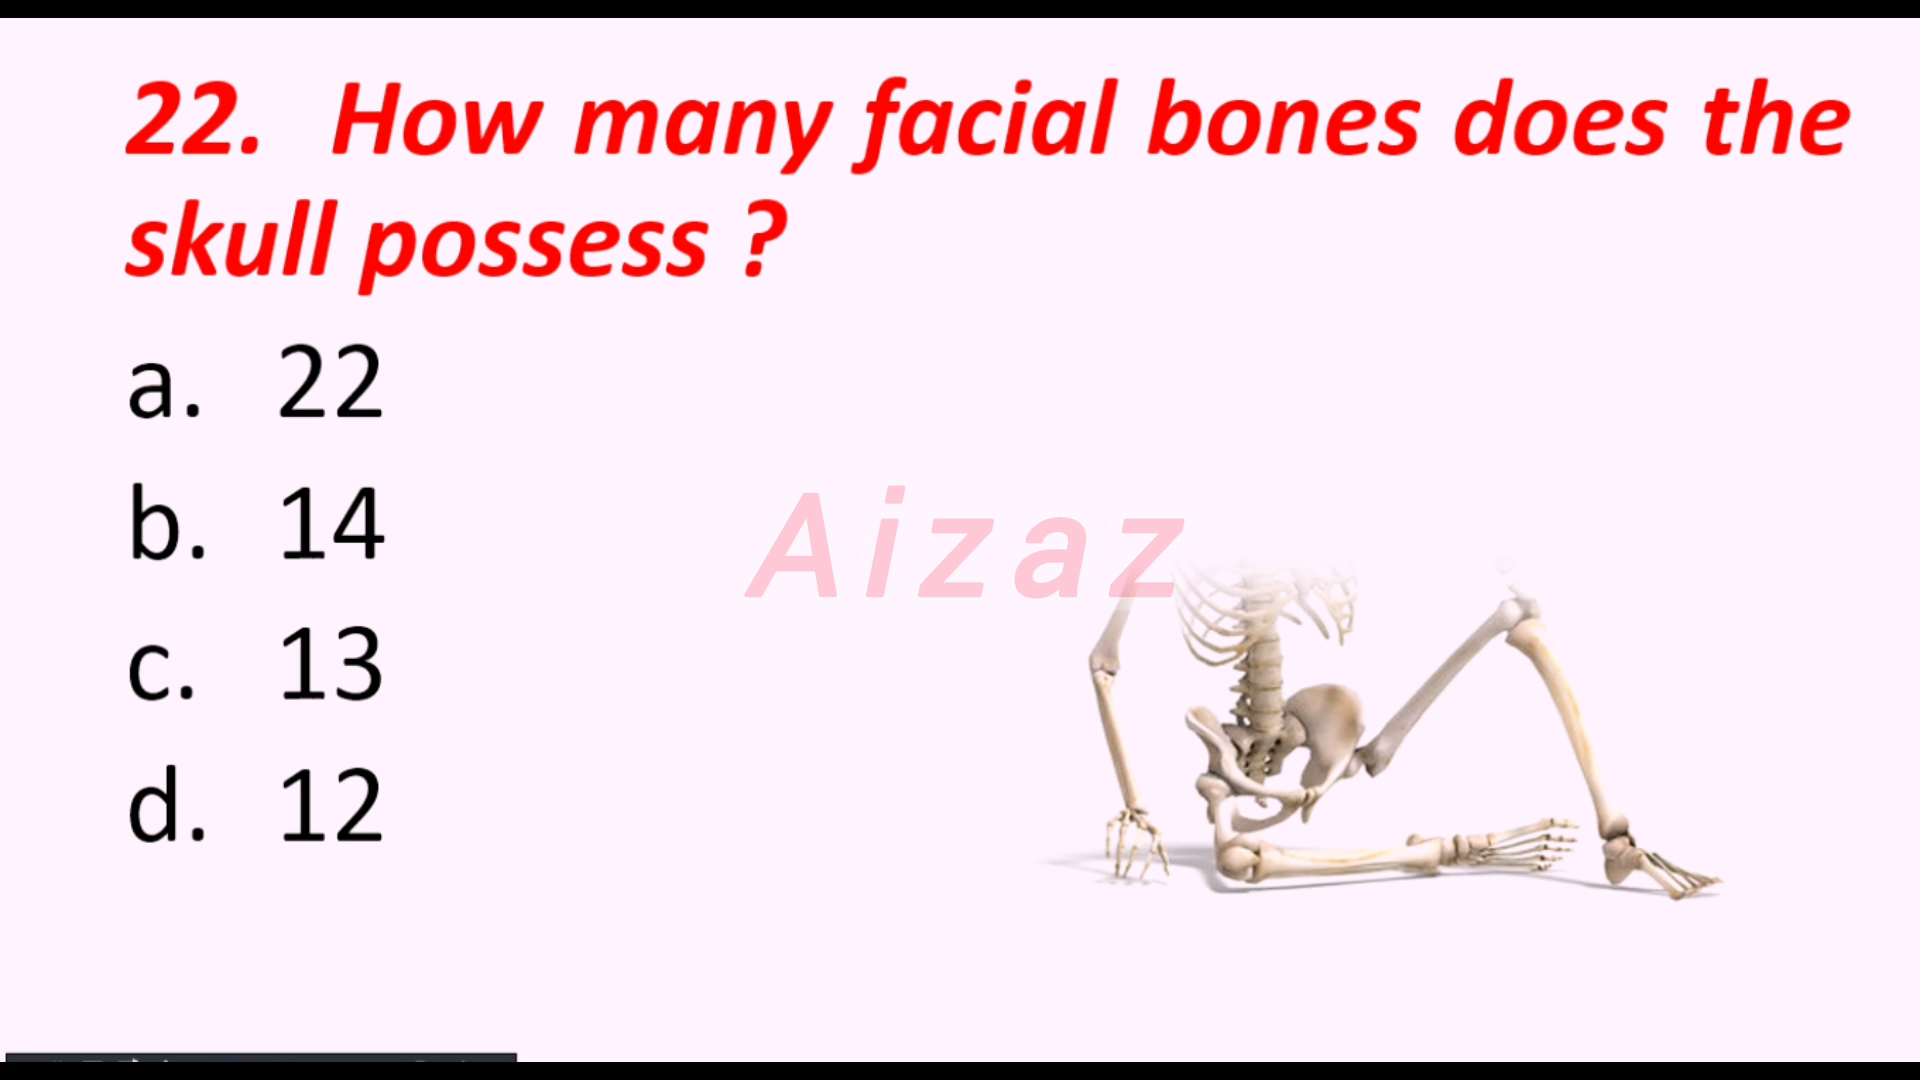 22. How many facial bones does the
skull possess ?
a. 22
b. 14
c. 13
d. 12
Aizaz